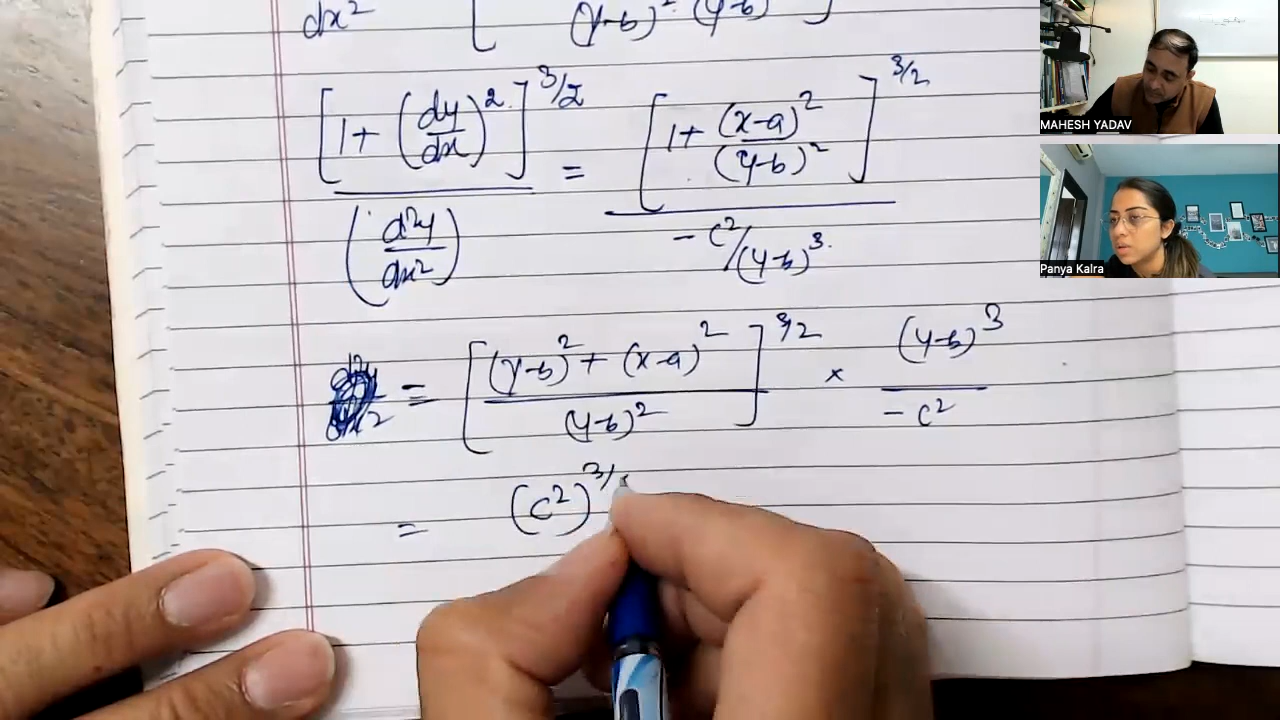 dx² [ (y-b)² (y-b) ]
[1 + (dy/dx)²]^3/2 / (d²y/dx²) = [1 + (x-a)²/(y-b)²]^3/2 / -c²/(y-b)³
= [(y-b)² + (x-a)² / (y-b)²]^3/2 × (y-b)³ / -c²
= (c²)^3/
MAHESH YADAV
Panya Kalra